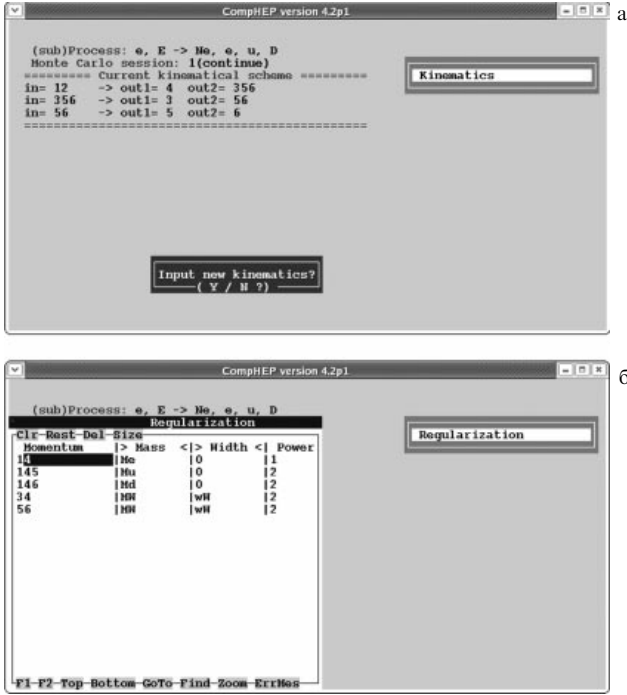 CompHEP version 4.2p1
а
(sub)Process: e, E -> Ne, e, u, D
Monte Carlo session: 1(continue)
========= Current kinematical scheme =========
in= 12 -> out1= 4 out2= 356
in= 356 -> out1= 3 out2= 56
in= 56 -> out1= 5 out2= 6
==============================================
Kinematics
Input new kinematics?
( Y / N ?)
CompHEP version 4.2p1
б
(sub)Process: e, E -> Ne, e, u, D
Regularization
Clr-Rest-Del-Size
Momentum |> Mass <|> Width <| Power
14 |Me |0 |1
145 |Mu |0 |2
146 |Md |0 |2
34 |MW |wW |2
56 |MW |wW |2
Regularization
F1-F2-Top-Bottom-GoTo-Find-Zoom-ErrMes